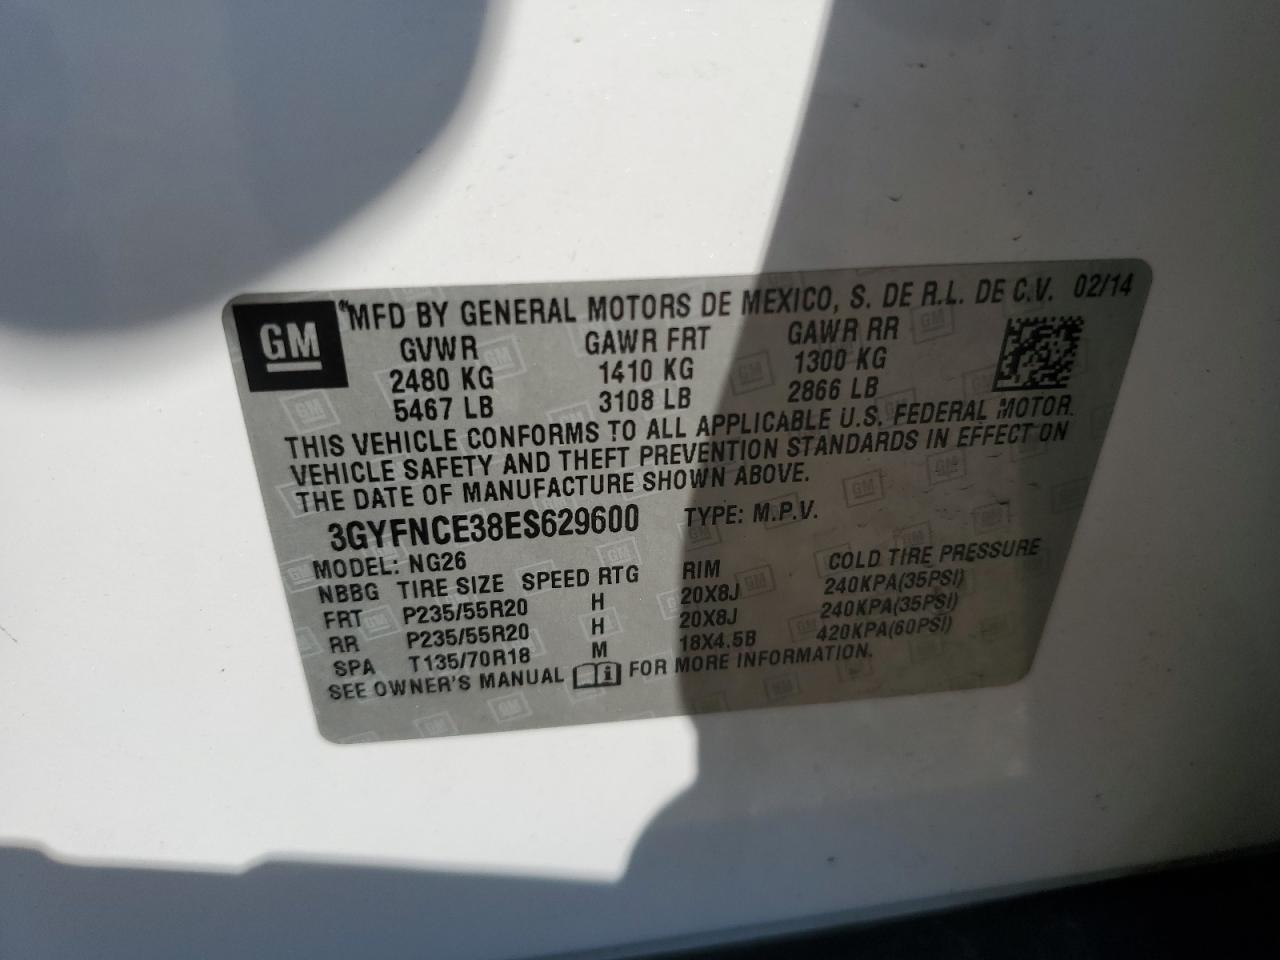 GM
MFD BY GENERAL MOTORS DE MEXICO, S. DE R.L. DE C.V. 02/14
GVWR GAWR FRT GAWR RR
2480 KG 1410 KG 1300 KG
5467 LB 3108 LB 2866 LB
THIS VEHICLE CONFORMS TO ALL APPLICABLE U.S. FEDERAL MOTOR
VEHICLE SAFETY AND THEFT PREVENTION STANDARDS IN EFFECT ON
THE DATE OF MANUFACTURE SHOWN ABOVE.
3GYFNCE38ES629600 TYPE: M.P.V.
MODEL: NG26
NBBG TIRE SIZE SPEED RTG RIM COLD TIRE PRESSURE
FRT P235/55R20 H 20X8J 240KPA(35PSI)
RR P235/55R20 H 20X8J 240KPA(35PSI)
SPA T135/70R18 M 18X4.5B 420KPA(60PSI)
SEE OWNER'S MANUAL FOR MORE INFORMATION.